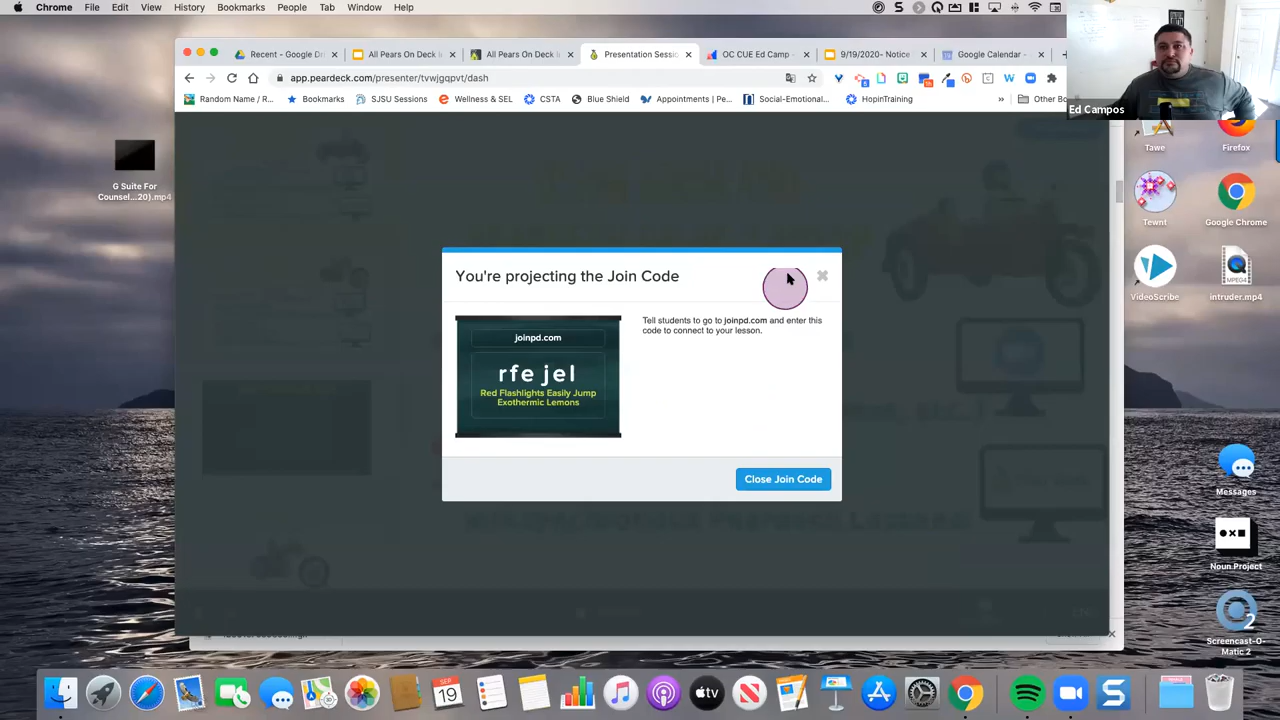 Chrome File Edit View History Bookmarks People Tab Window Help
Recent - Google D
All Pears On Deck I
All Pears On Deck I
Presentation Sessi
OC CUE Ed Camp -
9/19/2020- Notice
Google Calendar -
app.peardeck.com/presenter/tvwjgqpvt/dash
Random Name / R...
Bookmarks
SJSU Sessions
Wellness & SEL
CSTA
Blue Shield
Appointments | Pe...
Social-Emotional...
HopinTraining
»
Other Bo
Ed Campos
G Suite For
Counsel...20).mp4
Tawe
Firefox
Tewnt
Google Chrome
VideoScribe
intruder.mp4
MPEG4
Messages
Noun Project
Screencast-O-
Matic 2
You're projecting the Join Code
joinpd.com
rfe jel
Red Flashlights Easily Jump
Exothermic Lemons
Tell students to go to joinpd.com and enter this
code to connect to your lesson.
Close Join Code
SEP
19
tv